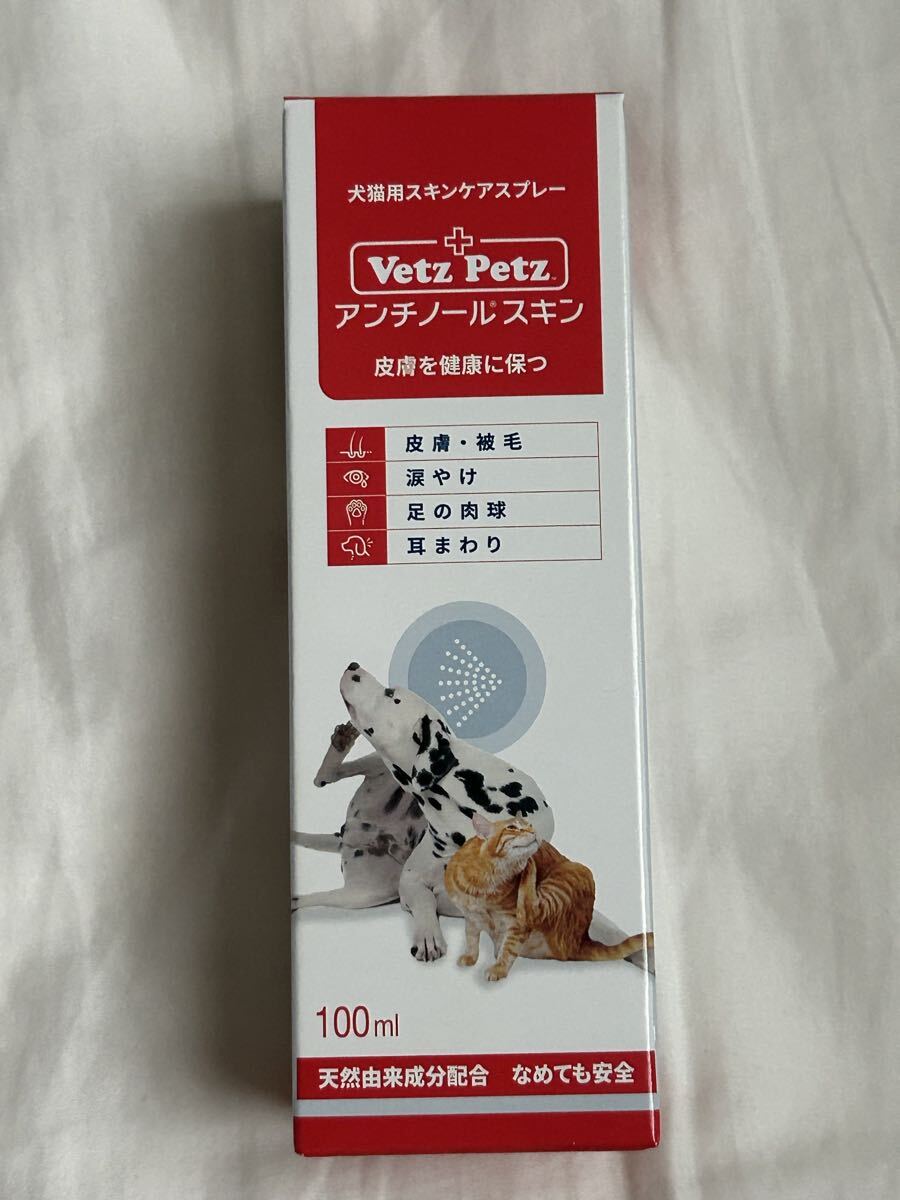 犬猫用スキンケアスプレー
Vetz Petz™
アンチノール®スキン
皮膚を健康に保つ
皮膚・被毛
涙やけ
足の肉球
耳まわり
100ml
天然由来成分配合 なめても安全